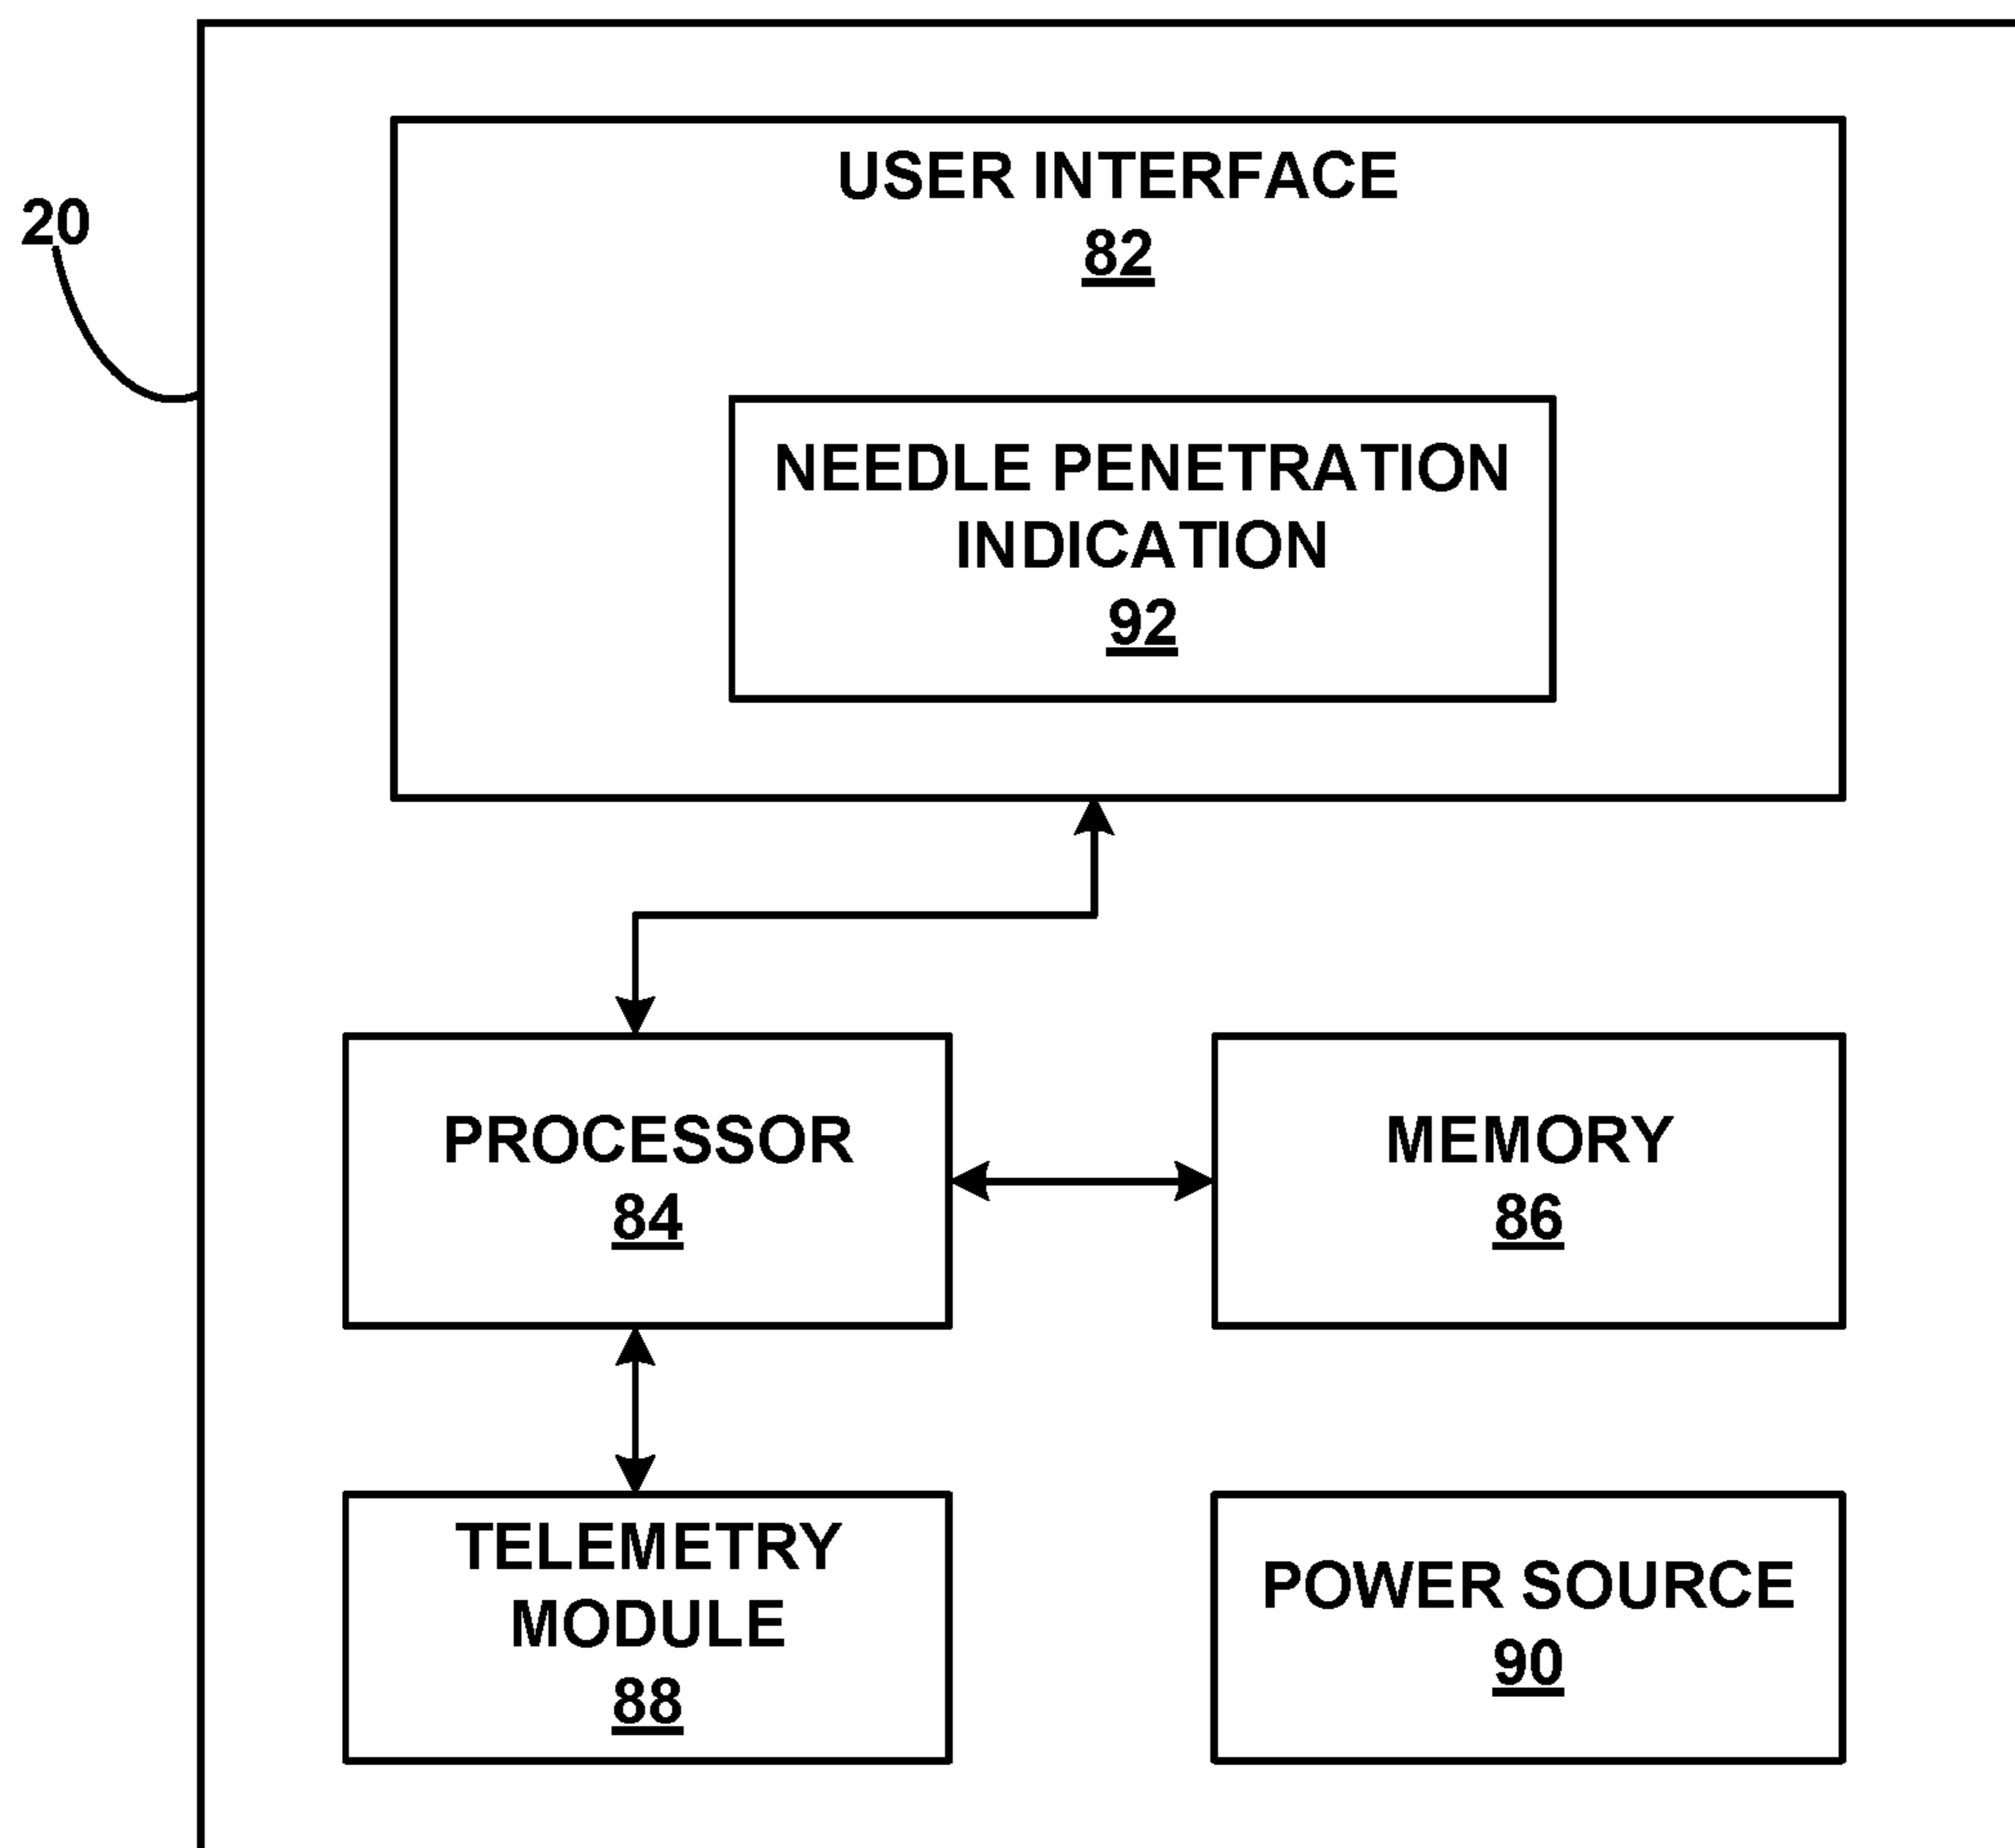 20
USER INTERFACE
82
NEEDLE PENETRATION
INDICATION
92
PROCESSOR
84
MEMORY
86
TELEMETRY
MODULE
88
POWER SOURCE
90